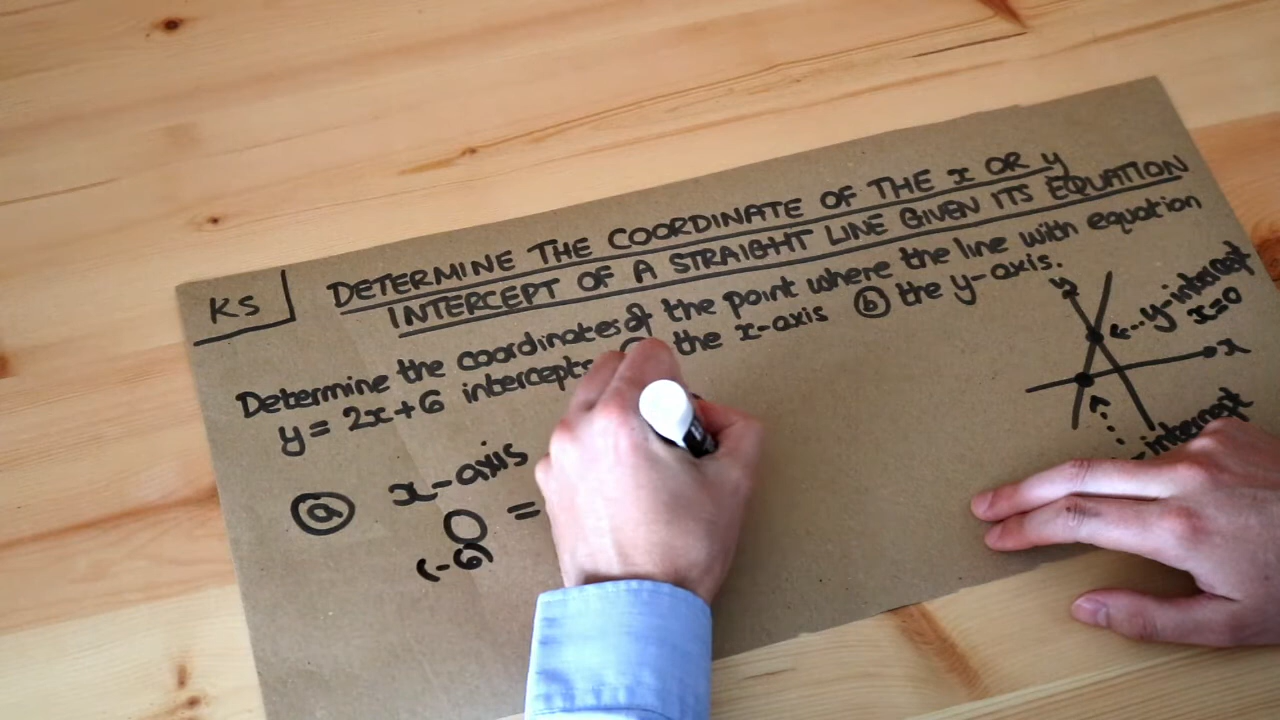 KS
DETERMINE THE COORDINATE OF THE x OR y
INTERCEPT OF A STRAIGHT LINE GIVEN ITS EQUATION
Determine the coordinates of the point where the line with equation
y = 2x+6 intercepts the x-axis (b) the y-axis.
(a) x-axis
0 =
(-6)
y
y-intercept
x=0
x
-intercept